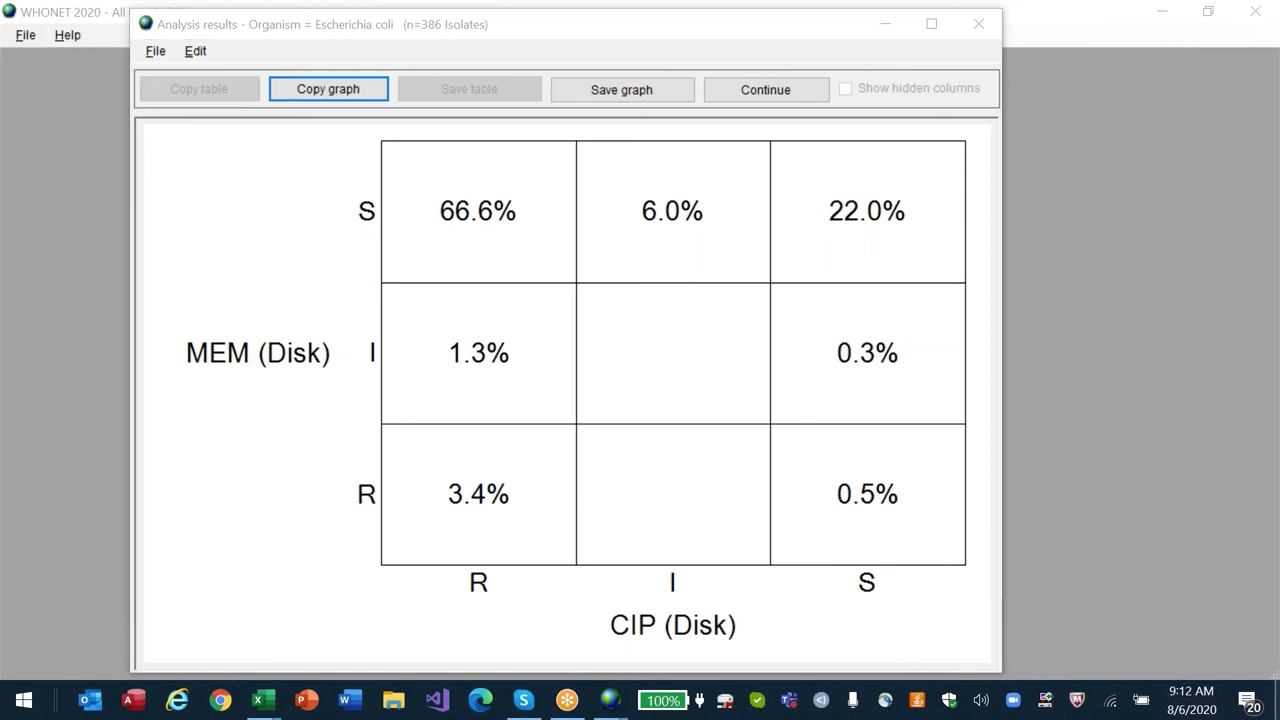 WHONET 2020 - All
Analysis results - Organism = Escherichia coli (n=386 Isolates)
File Help
File Edit
Copy table Copy graph Save table Save graph Continue Show hidden columns
S 66.6% 6.0% 22.0%
MEM (Disk) I 1.3% 0.3%
R 3.4% 0.5%
R I S
CIP (Disk)
100%
9:12 AM
8/6/2020
20